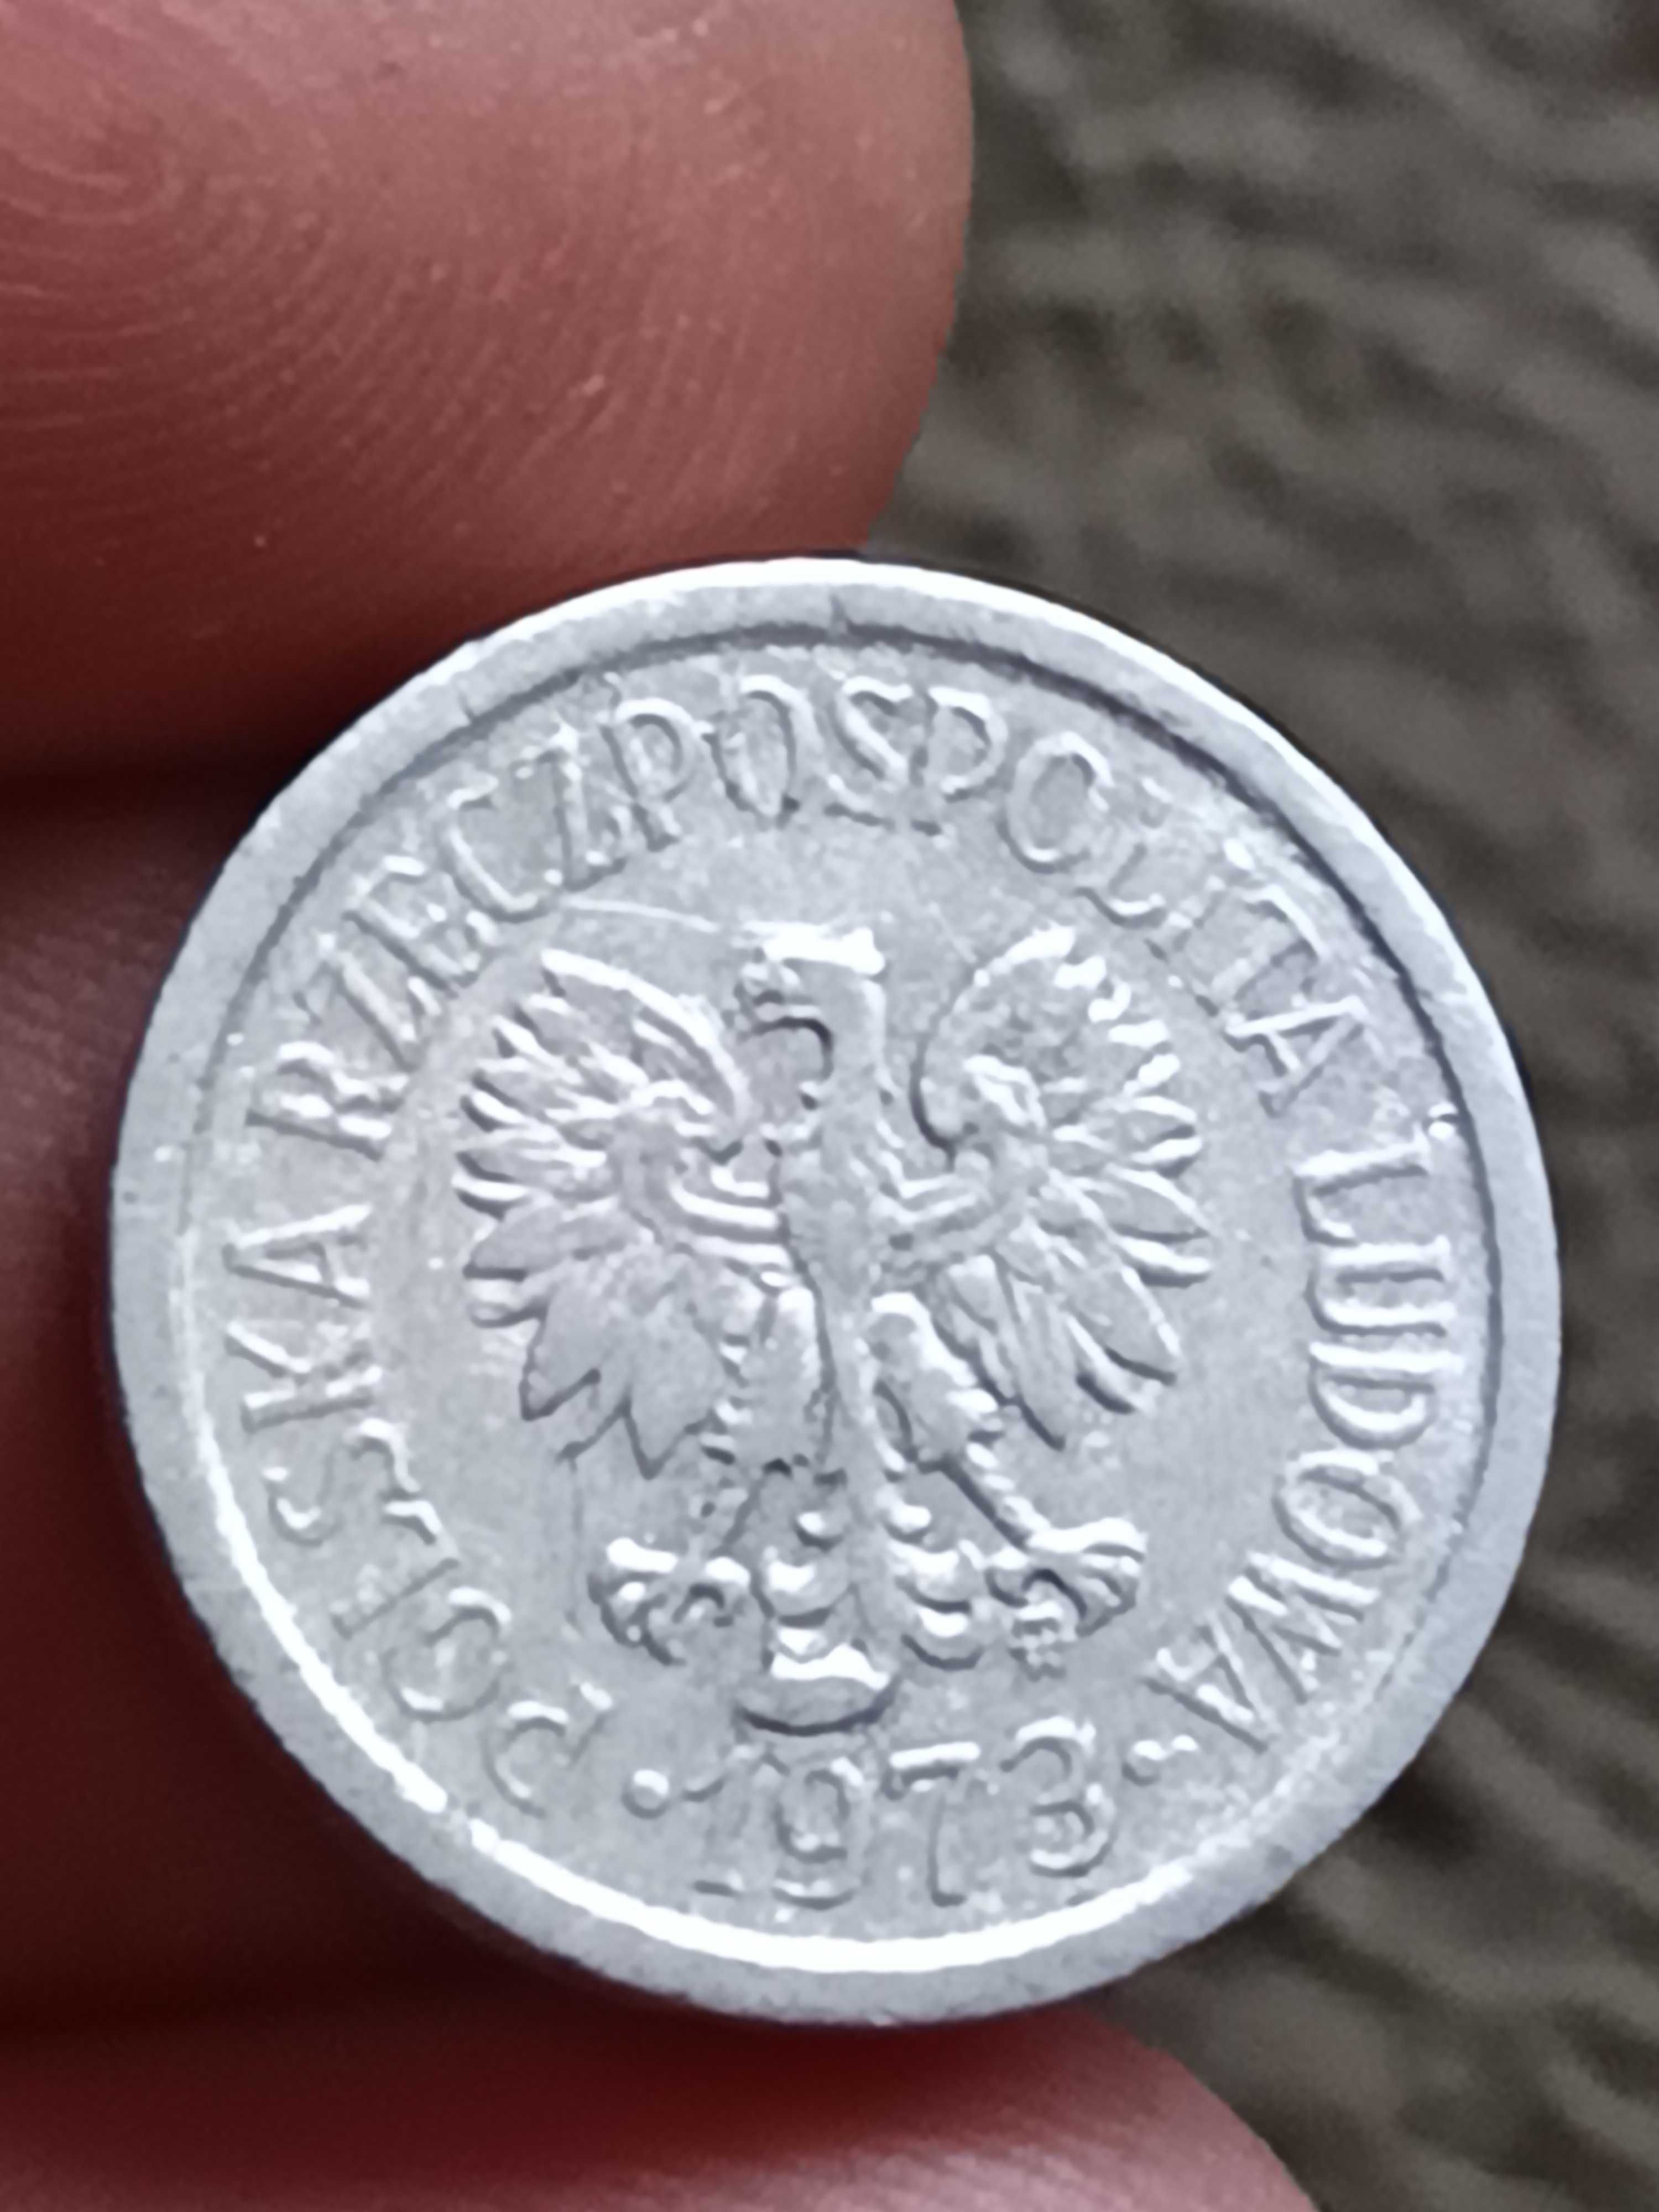 POLSKA RZECZPOSPOLITA LUDOWA
·1973·